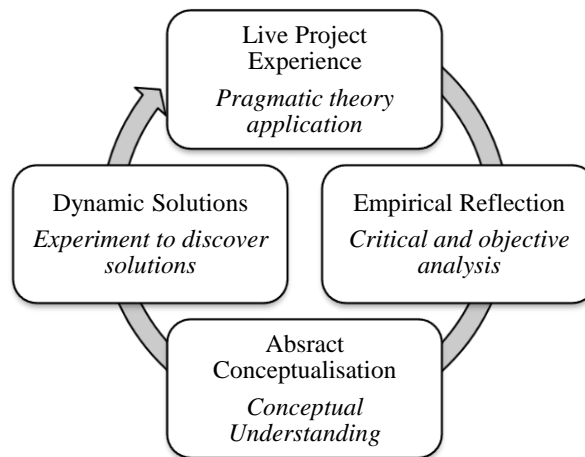 Live Project
Experience
Pragmatic theory
application
Dynamic Solutions
Experiment to discover
solutions
Empirical Reflection
Critical and objective
analysis
Absract
Conceptualisation
Conceptual
Understanding